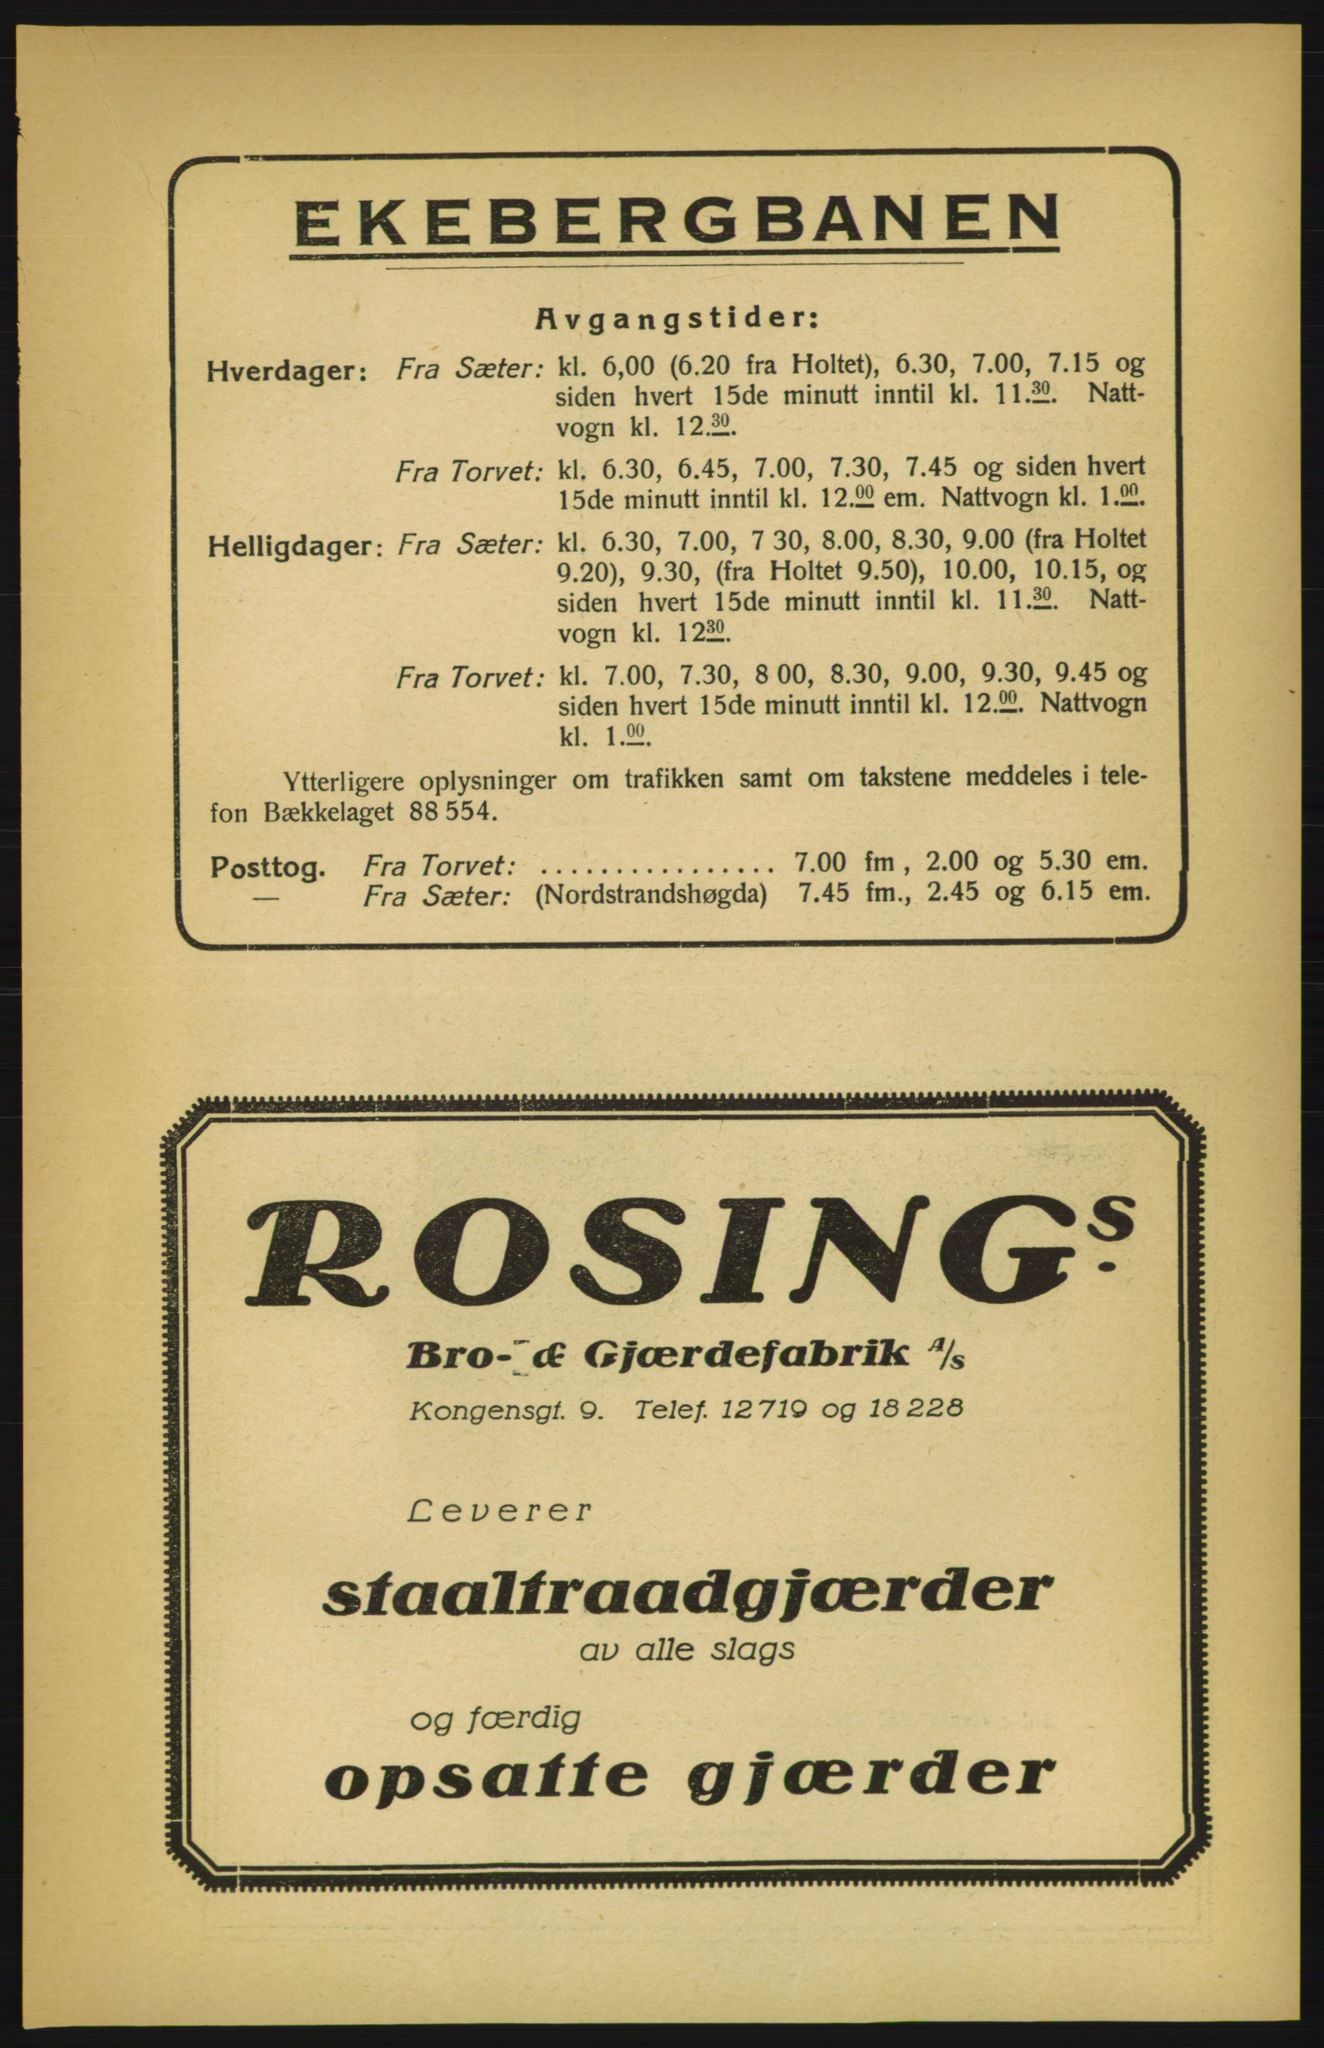 EKEBERGBANEN
Avgangstider:
Hverdager: Fra Sæter: kl. 6,00 (6.20 fra Holtet), 6.30, 7.00, 7.15 og
siden hvert 15de minutt inntil kl. 11.30. Natt-
vogn kl. 12.30.
Fra Torvet: kl. 6.30, 6.45, 7.00, 7.30, 7.45 og siden hvert
15de minutt inntil kl. 12.00 em. Nattvogn kl. 1.00.
Helligdager: Fra Sæter: kl. 6.30, 7.00, 7 30, 8.00, 8.30, 9.00 (fra Holtet
9.20), 9.30, (fra Holtet 9.50), 10.00, 10.15, og
siden hvert 15de minutt inntil kl. 11.30. Natt-
vogn kl. 1230.
Fra Torvet: kl. 7.00, 7.30, 8 00, 8.30, 9.00, 9.30, 9.45 og
siden hvert 15de minutt inntil kl. 12.00. Nattvogn
kl. 1.00.
Ytterligere oplysninger om trafikken samt om takstene meddeles i tele-
fon Bækkelaget 88 554.
Posttog. Fra Torvet: ................ 7.00 fm , 2.00 og 5.30 em.
— Fra Sæter: (Nordstrandshøgda) 7.45 fm., 2.45 og 6.15 em.
ROSINGs.
Bro- & Gjærdefabrik A/s
Kongensgt. 9. Telef. 12 719 og 18 228
Leverer
staaltraadgjærder
av alle slags
og færdig
opsatte gjærder